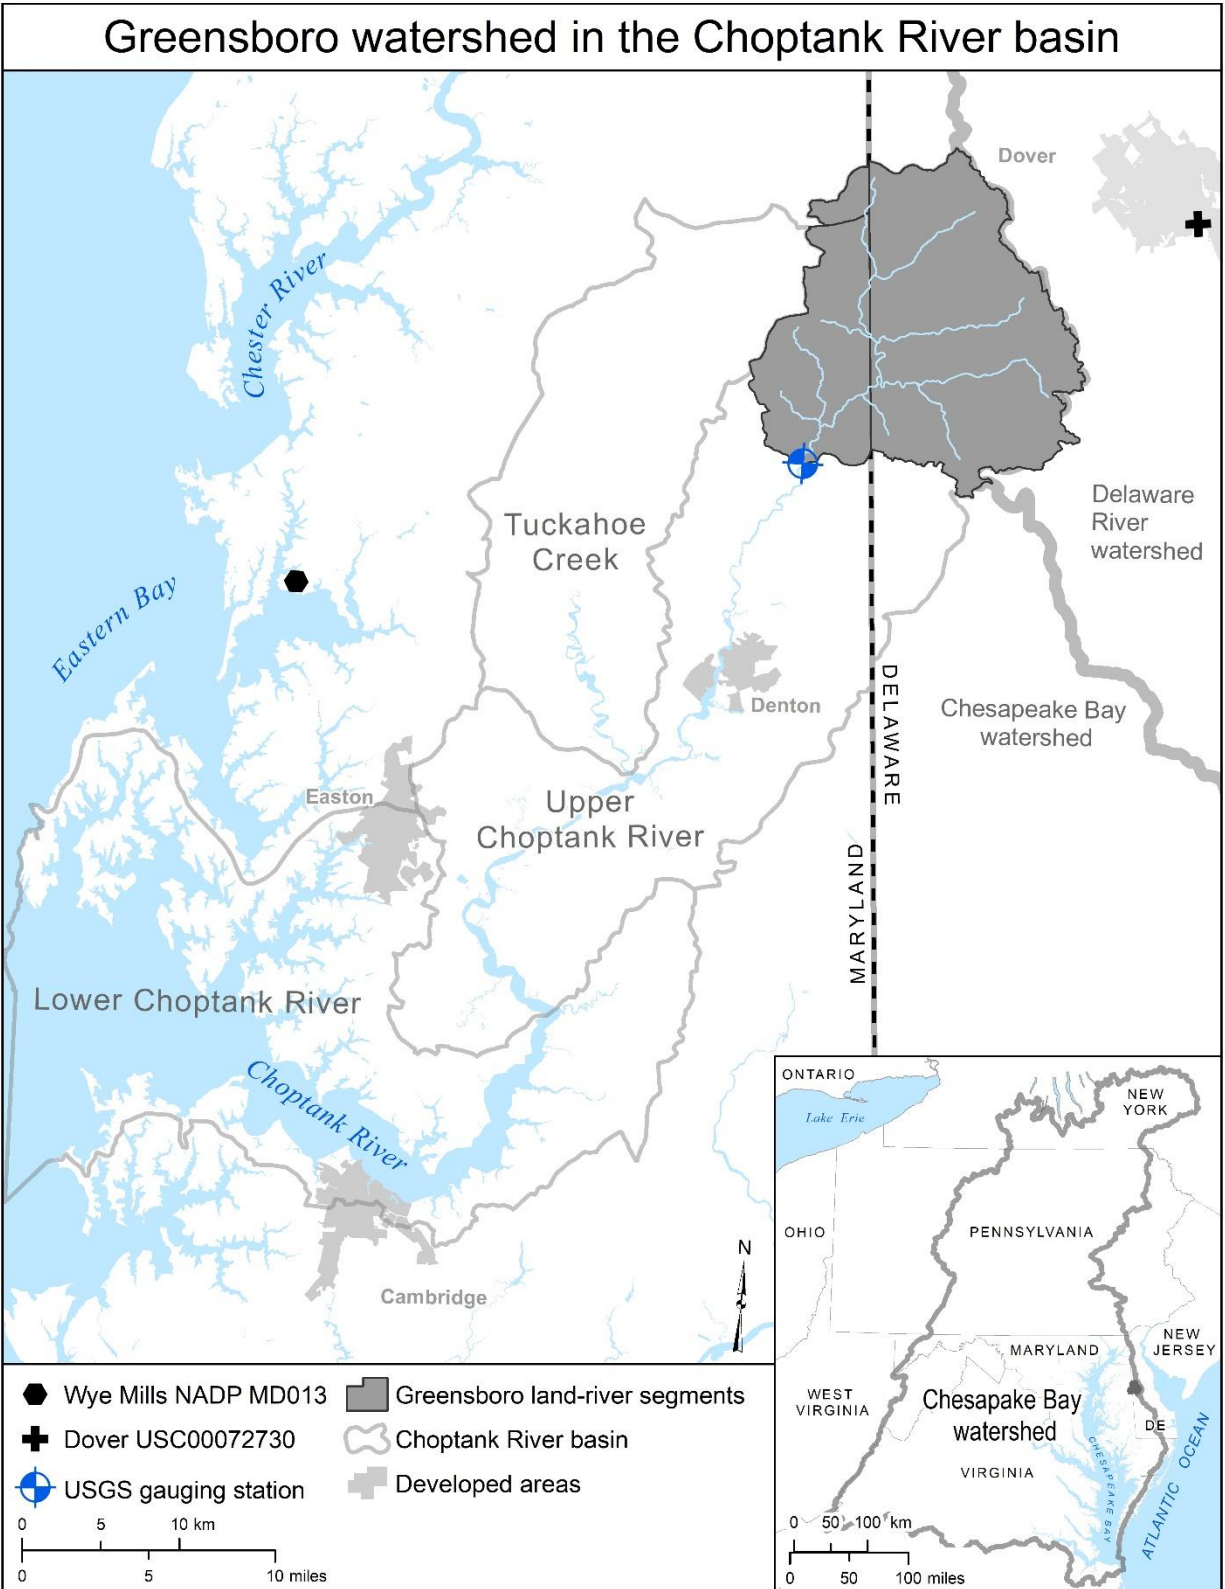 Greensboro watershed in the Choptank River basin
Dover
Chester River
Delaware
River
watershed
Tuckahoe
Creek
Eastern Bay
Denton
DELAWARE
Chesapeake Bay
watershed
Easton
Upper
Choptank River
MARYLAND
Lower Choptank River
Choptank River
Cambridge
N
ONTARIO
Lake Erie
NEW
YORK
OHIO
PENNSYLVANIA
NEW
JERSEY
MARYLAND
WEST
VIRGINIA
Chesapake Bay
watershed
DE
VIRGINIA
CHESAPEAKE BAY
ATLANTIC OCEAN
0 50 100 km
0 50 100 miles
Wye Mills NADP MD013
Dover USC00072730
USGS gauging station
Greensboro land-river segments
Choptank River basin
Developed areas
0 5 10 km
0 5 10 miles